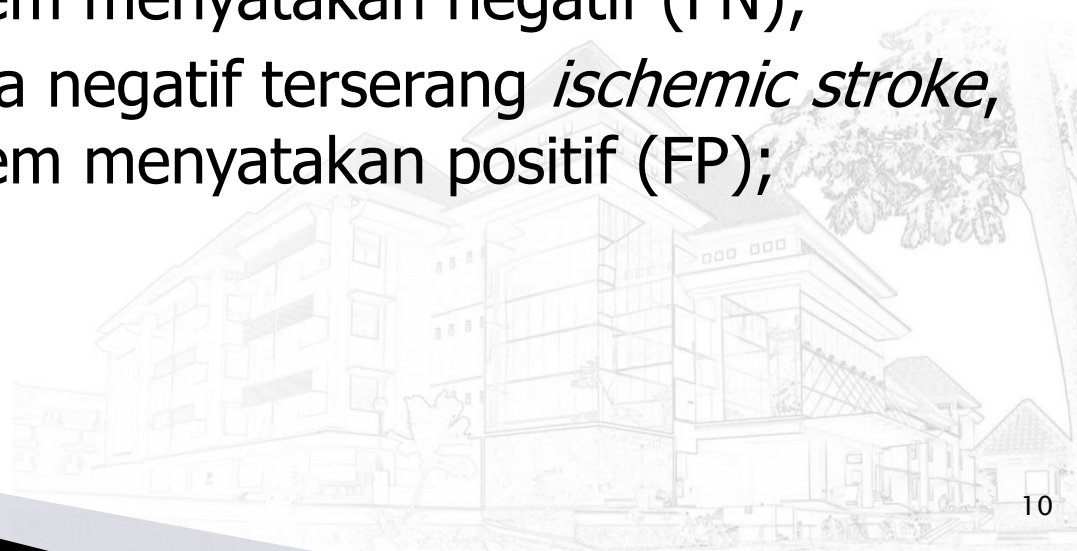 em menyatakan negatif (FN);
a negatif terserang ischemic stroke,
em menyatakan positif (FP);
10